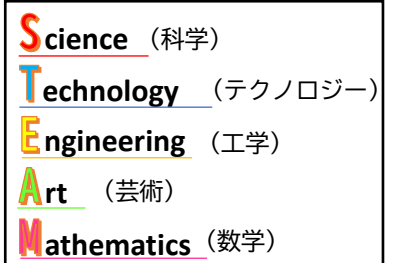 Science （科学）
Technology （テクノロジー）
Engineering （工学）
Art （芸術）
Mathematics （数学）